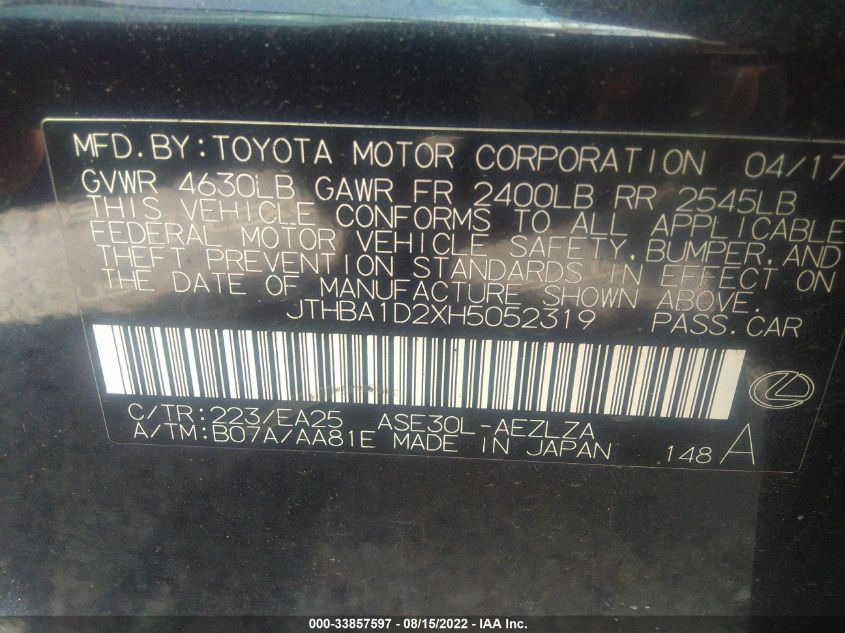 MFD.BY:TOYOTA MOTOR CORPORATION 04/17
GVWR 4630LB GAWR FR 2400LB RR 2545LB
THIS VEHICLE CONFORMS TO ALL APPLICABLE
FEDERAL MOTOR VEHICLE SAFETY,BUMPER,AND
THEFT PREVENTION STANDARDS IN EFFECT ON
THE DATE OF MANUFACTURE SHOWN ABOVE.
JTHBA1D2XH5052319 PASS.CAR
C/TR:223/EA25 ASE30L-AEZLZA
A/TM:B07A/AA81E MADE IN JAPAN 148 A
000-33857597 - 08/15/2022 - IAA Inc.